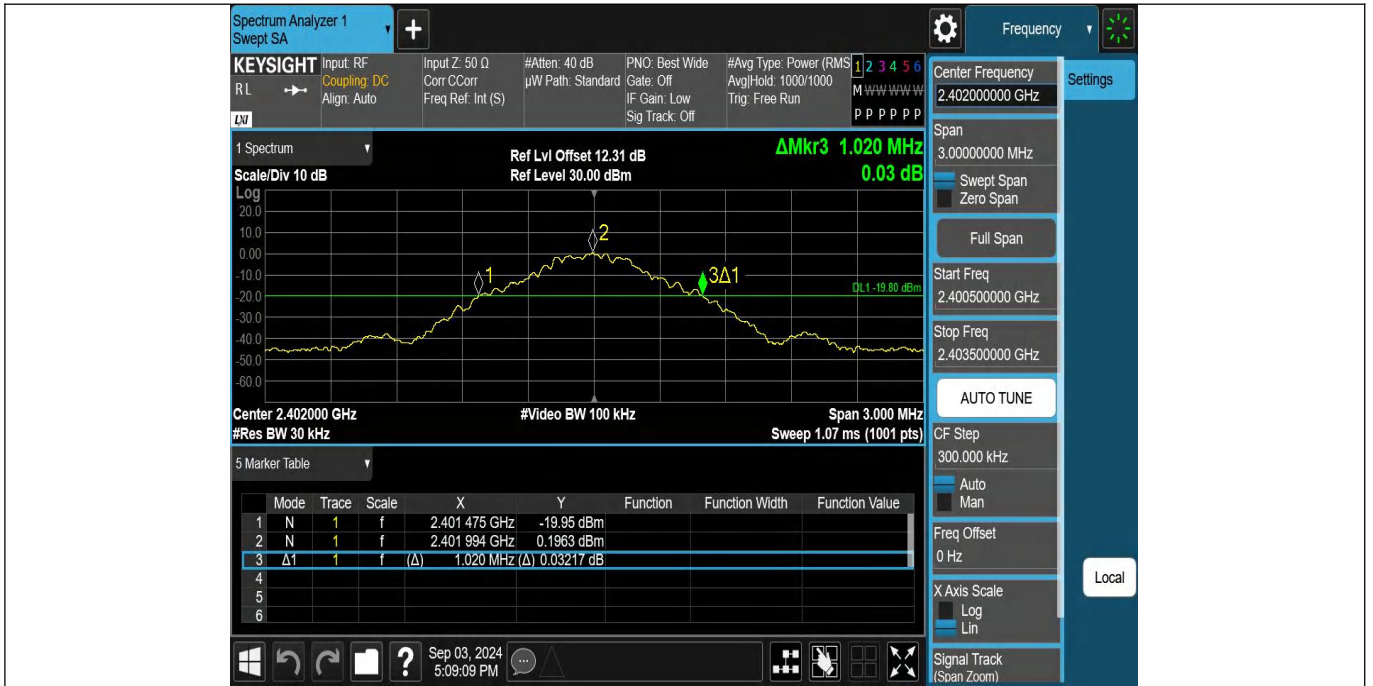 Spectrum Analyzer 1
Swept SA
+
Frequency
KEYSIGHT
RL
LXI
Input: RF
Coupling: DC
Align: Auto
Input Z: 50 Ω
Corr CCorr
Freq Ref: Int (S)
#Atten: 40 dB
µW Path: Standard
PNO: Best Wide
Gate: Off
IF Gain: Low
Sig Track: Off
#Avg Type: Power (RMS
Avg|Hold: 1000/1000
Trig: Free Run
1 2 3 4 5 6
M W W W W W
P P P P P P
1 Spectrum
Scale/Div 10 dB
Ref Lvl Offset 12.31 dB
Ref Level 30.00 dBm
ΔMkr3 1.020 MHz
0.03 dB
Log
20.0
10.0
0.00
-10.0
-20.0
-30.0
-40.0
-50.0
-60.0
1
2
3Δ1
DL1 -19.80 dBm
Center 2.402000 GHz
#Res BW 30 kHz
#Video BW 100 kHz
Span 3.000 MHz
Sweep 1.07 ms (1001 pts)
5 Marker Table
Mode Trace Scale X Y Function Function Width Function Value
1 N 1 f 2.401 475 GHz -19.95 dBm
2 N 1 f 2.401 994 GHz 0.1963 dBm
3 Δ1 1 f (Δ) 1.020 MHz (Δ) 0.03217 dB
4
5
6
?
Sep 03, 2024
5:09:09 PM
Center Frequency
2.402000000 GHz
Settings
Span
3.00000000 MHz
Swept Span
Zero Span
Full Span
Start Freq
2.400500000 GHz
Stop Freq
2.403500000 GHz
AUTO TUNE
CF Step
300.000 kHz
Auto
Man
Freq Offset
0 Hz
Local
X Axis Scale
Log
Lin
Signal Track
(Span Zoom)